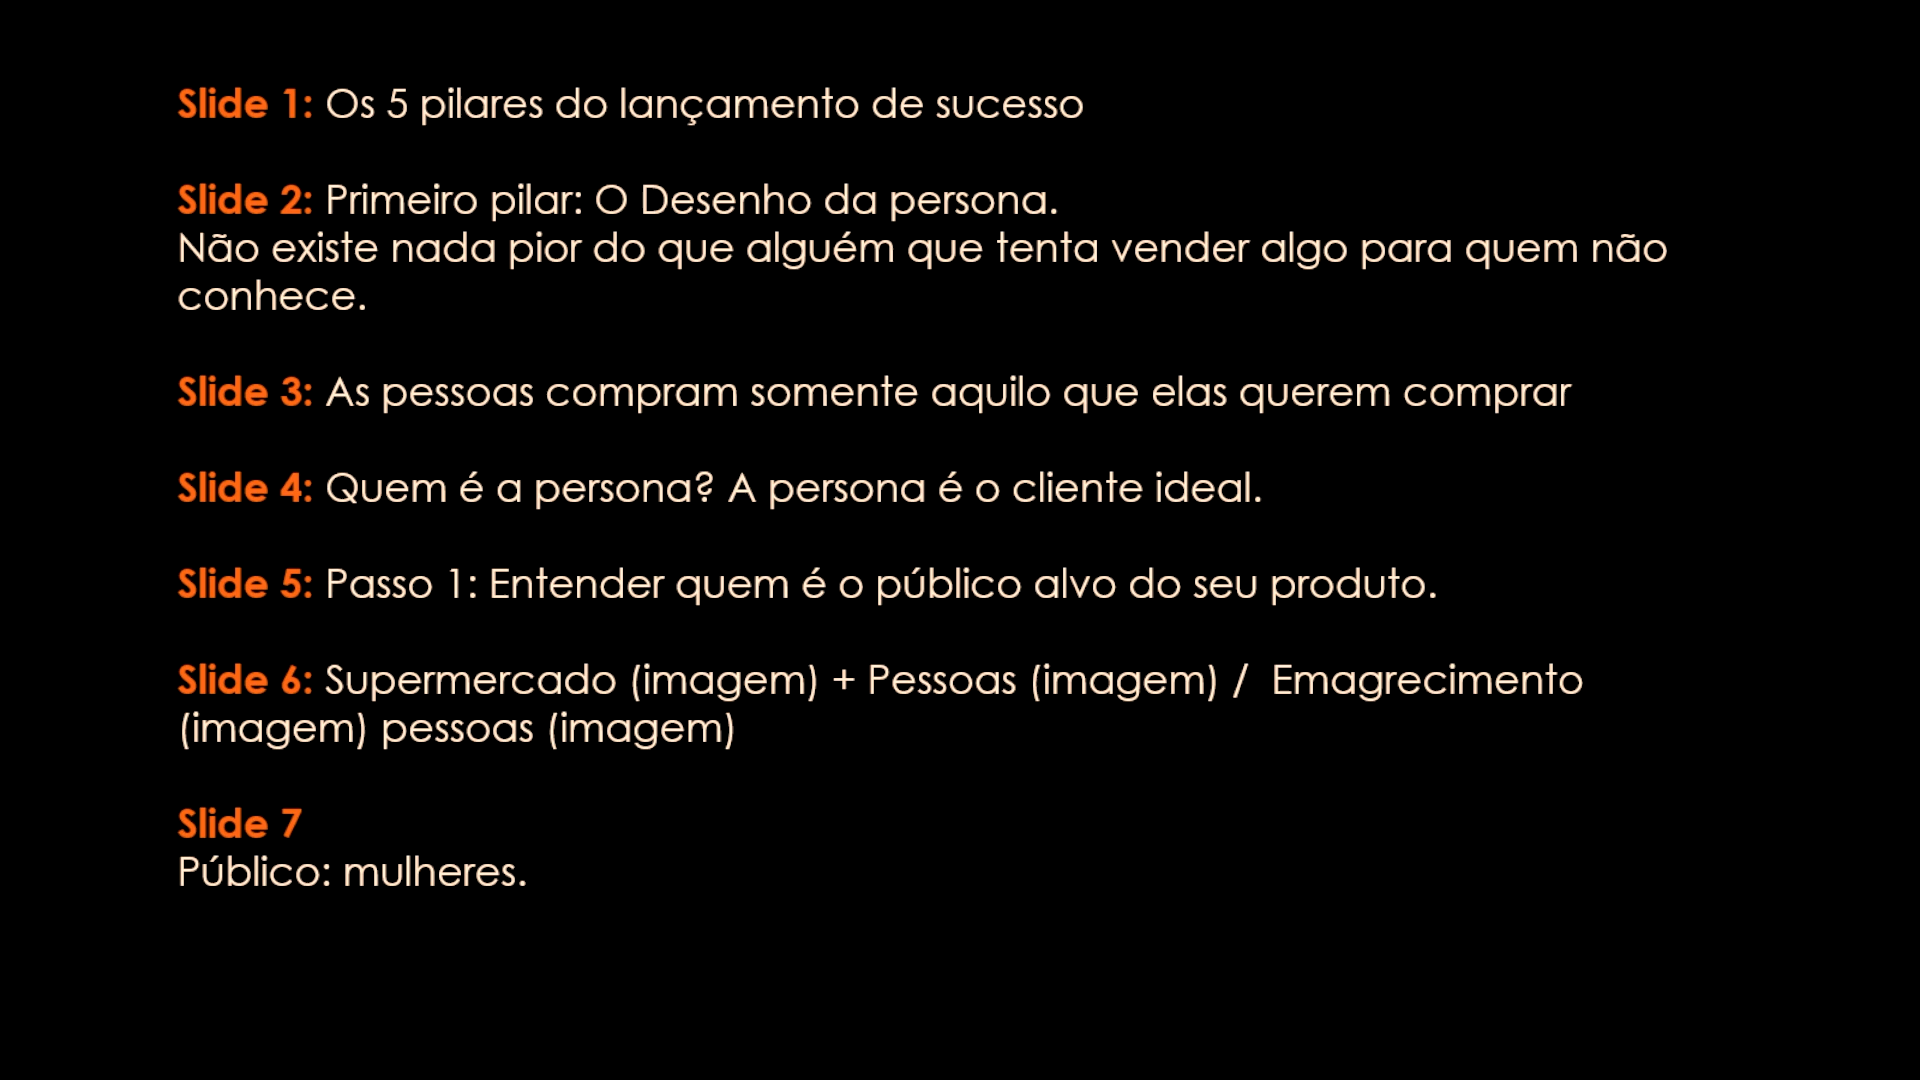 Slide 1: Os 5 pilares do lançamento de sucesso
Slide 2: Primeiro pilar: O Desenho da persona.
Não existe nada pior do que alguém que tenta vender algo para quem não
conhece.
Slide 3: As pessoas compram somente aquilo que elas querem comprar
Slide 4: Quem é a persona? A persona é o cliente ideal.
Slide 5: Passo 1: Entender quem é o público alvo do seu produto.
Slide 6: Supermercado (imagem) + Pessoas (imagem) /  Emagrecimento
(imagem) pessoas (imagem)
Slide 7
Público: mulheres.